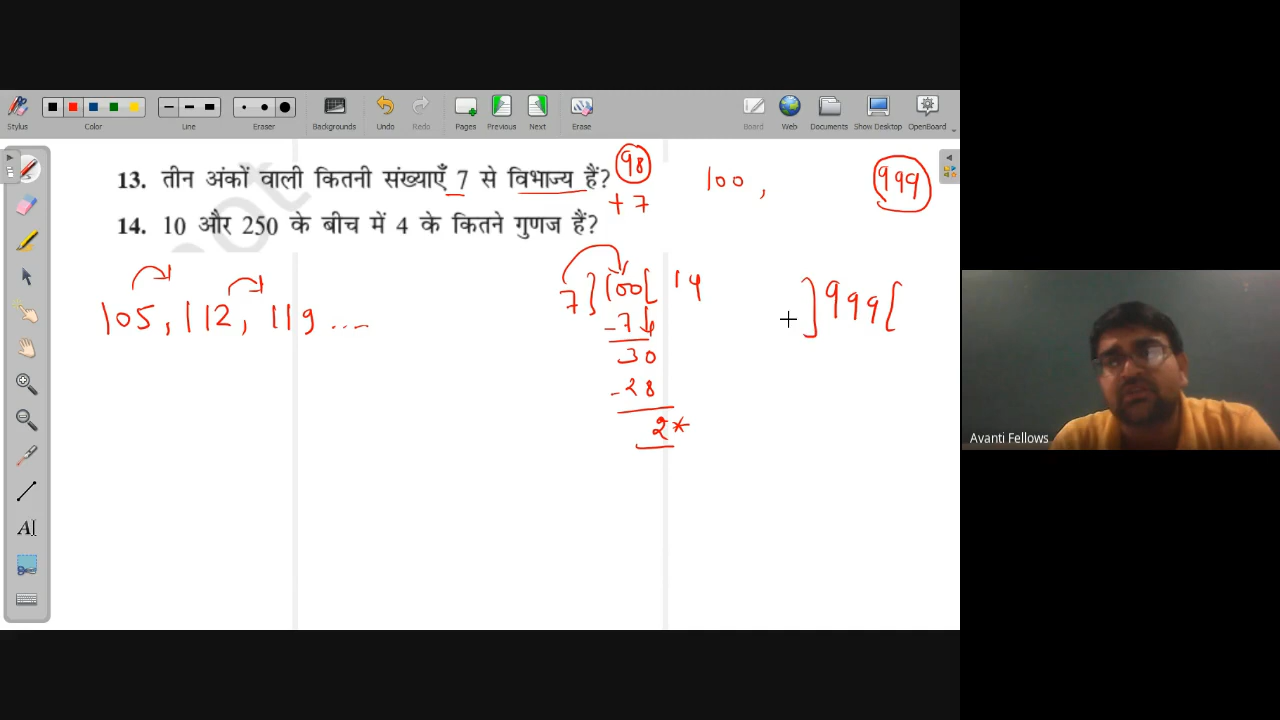 Stylus
Color
Line
Eraser
Backgrounds
Undo
Redo
Pages
Previous
Next
Erase
Board
Web
Documents
Show Desktop
OpenBoard
13. तीन अंकों वाली कितनी संख्याएँ 7 से विभाज्य हैं?
98
+7
100,
999
14. 10 और 250 के बीच में 4 के कितने गुणज हैं?
105, 112, 119 ....
7)100( 14
-7
30
-28
2*
]999[
Avanti Fellows